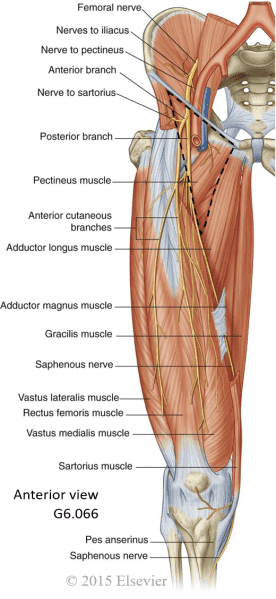 Femoral nerve
Nerves to iliacus
Nerve to pectineus
Anterior branch
Nerve to sartorius
Posterior branch
Pectineus muscle
Anterior cutaneous
branches
Adductor longus muscle
Adductor magnus muscle
Gracilis muscle
Saphenous nerve
Vastus lateralis muscle
Rectus femoris muscle
Vastus medialis muscle
Sartorius muscle
Anterior view
G6.066
Pes anserinus
Saphenous nerve
© 2015 Elsevier